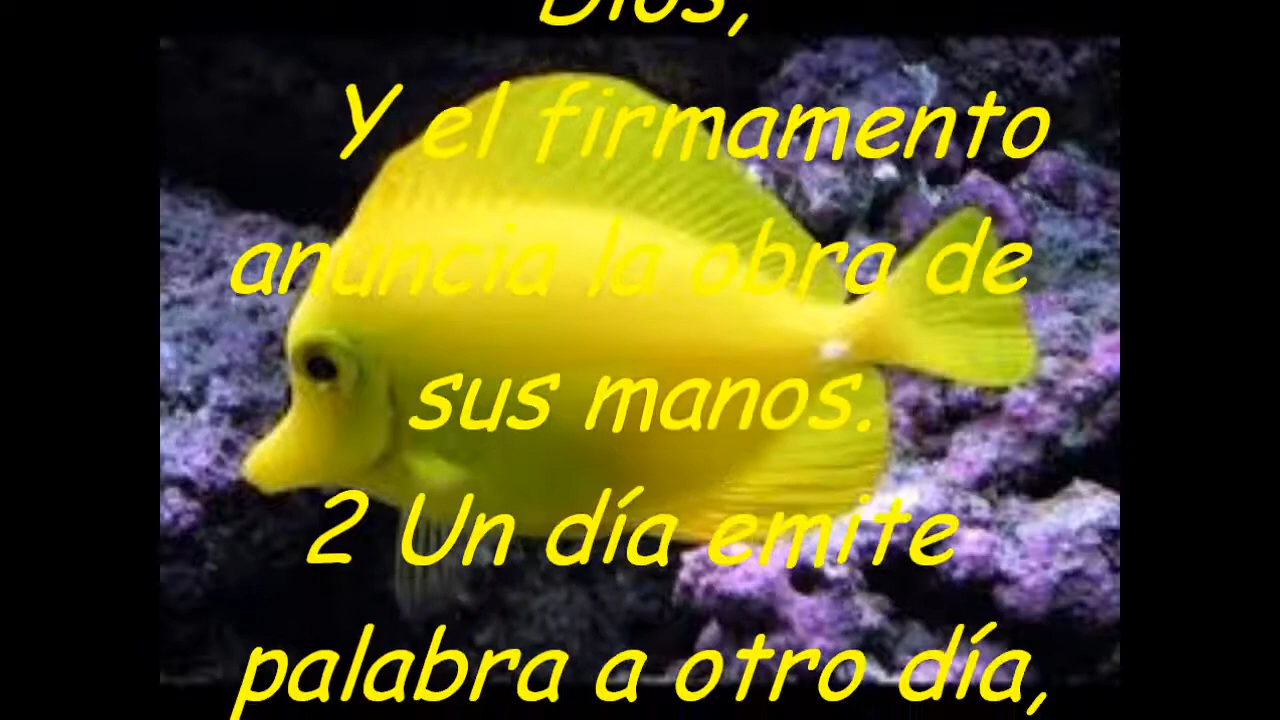 Dios,
Y el firmamento
anuncia la obra de
sus manos.
2 Un día emite
palabra a otro día,